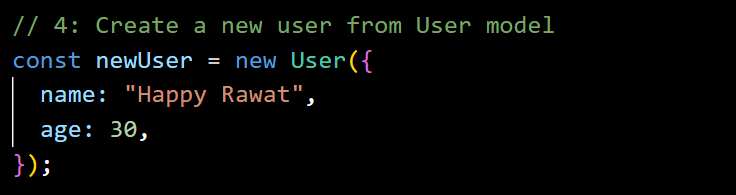 // 4: Create a new user from User model
const newUser = new User({
  name: "Happy Rawat",
  age: 30,
});